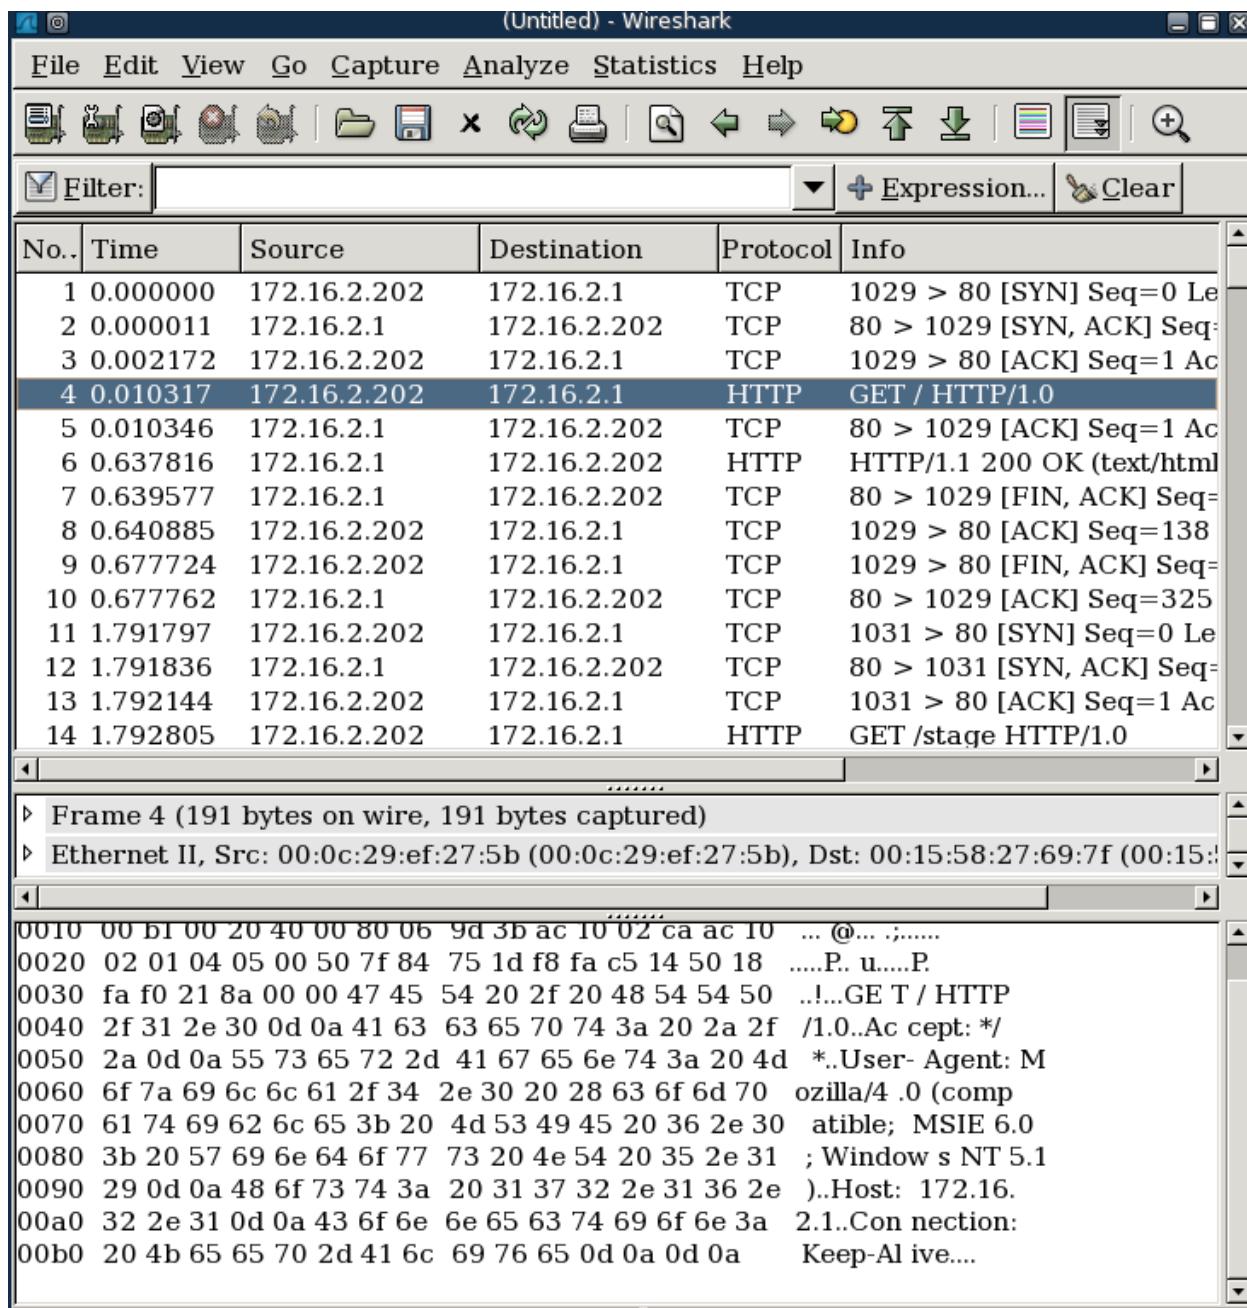 (Untitled) - Wireshark
File Edit View Go Capture Analyze Statistics Help
Filter: Expression... Clear
No.. Time Source Destination Protocol Info
1 0.000000 172.16.2.202 172.16.2.1 TCP 1029 > 80 [SYN] Seq=0 Le
2 0.000011 172.16.2.1 172.16.2.202 TCP 80 > 1029 [SYN, ACK] Seq=
3 0.002172 172.16.2.202 172.16.2.1 TCP 1029 > 80 [ACK] Seq=1 Ac
4 0.010317 172.16.2.202 172.16.2.1 HTTP GET / HTTP/1.0
5 0.010346 172.16.2.1 172.16.2.202 TCP 80 > 1029 [ACK] Seq=1 Ac
6 0.637816 172.16.2.1 172.16.2.202 HTTP HTTP/1.1 200 OK (text/html
7 0.639577 172.16.2.1 172.16.2.202 TCP 80 > 1029 [FIN, ACK] Seq=
8 0.640885 172.16.2.202 172.16.2.1 TCP 1029 > 80 [ACK] Seq=138
9 0.677724 172.16.2.202 172.16.2.1 TCP 1029 > 80 [FIN, ACK] Seq=
10 0.677762 172.16.2.1 172.16.2.202 TCP 80 > 1029 [ACK] Seq=325
11 1.791797 172.16.2.202 172.16.2.1 TCP 1031 > 80 [SYN] Seq=0 Le
12 1.791836 172.16.2.1 172.16.2.202 TCP 80 > 1031 [SYN, ACK] Seq=
13 1.792144 172.16.2.202 172.16.2.1 TCP 1031 > 80 [ACK] Seq=1 Ac
14 1.792805 172.16.2.202 172.16.2.1 HTTP GET /stage HTTP/1.0
Frame 4 (191 bytes on wire, 191 bytes captured)
Ethernet II, Src: 00:0c:29:ef:27:5b (00:0c:29:ef:27:5b), Dst: 00:15:58:27:69:7f (00:15:5
0010 00 b1 00 20 40 00 80 06 9d 3b ac 10 02 ca ac 10 ... @... .;......
0020 02 01 04 05 00 50 7f 84 75 1d f8 fa c5 14 50 18 .....P.. u.....P.
0030 fa f0 21 8a 00 00 47 45 54 20 2f 20 48 54 54 50 ..!...GE T / HTTP
0040 2f 31 2e 30 0d 0a 41 63 63 65 70 74 3a 20 2a 2f /1.0..Ac cept: */
0050 2a 0d 0a 55 73 65 72 2d 41 67 65 6e 74 3a 20 4d *..User- Agent: M
0060 6f 7a 69 6c 6c 61 2f 34 2e 30 20 28 63 6f 6d 70 ozilla/4 .0 (comp
0070 61 74 69 62 6c 65 3b 20 4d 53 49 45 20 36 2e 30 atible; MSIE 6.0
0080 3b 20 57 69 6e 64 6f 77 73 20 4e 54 20 35 2e 31 ; Window s NT 5.1
0090 29 0d 0a 48 6f 73 74 3a 20 31 37 32 2e 31 36 2e )..Host: 172.16.
00a0 32 2e 31 0d 0a 43 6f 6e 6e 65 63 74 69 6f 6e 3a 2.1..Con nection:
00b0 20 4b 65 65 70 2d 41 6c 69 76 65 0d 0a 0d 0a Keep-Al ive....